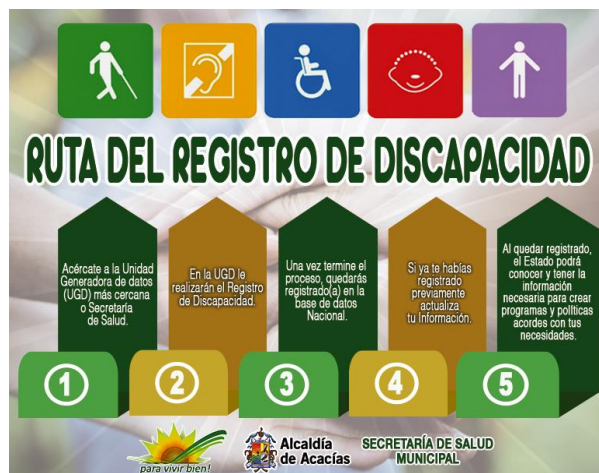 RUTA DEL REGISTRO DE DISCAPACIDAD
Acércate a la Unidad
Generadora de datos
(UGD) más cercana
o Secretaría
de Salud.
1
En la UGD le
realizarán el Registro
de Discapacidad.
2
Una vez termine el
proceso, quedarás
registrado(a) en la
base de datos
Nacional.
3
Si ya te habías
registrado
previamente
actualiza
tu Información.
4
Al quedar registrado,
el Estado podrá
conocer y tener la
información
necesaria para crear
programas y políticas
acordes con tus
necesidades.
5
para vivir bien!
Alcaldía
de Acacías
SECRETARÍA DE SALUD
MUNICIPAL